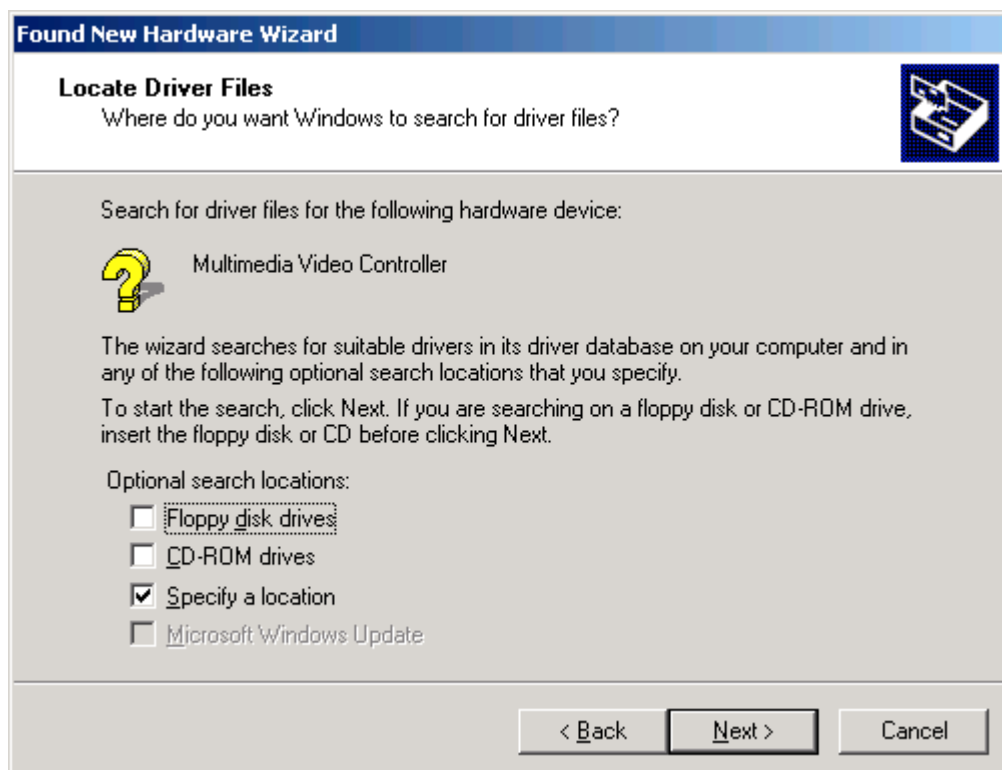 Found New Hardware Wizard
Locate Driver Files
Where do you want Windows to search for driver files?
Search for driver files for the following hardware device:
Multimedia Video Controller
The wizard searches for suitable drivers in its driver database on your computer and in
any of the following optional search locations that you specify.
To start the search, click Next. If you are searching on a floppy disk or CD-ROM drive,
insert the floppy disk or CD before clicking Next.
Optional search locations:
Floppy disk drives
CD-ROM drives
Specify a location
Microsoft Windows Update
< Back
Next >
Cancel